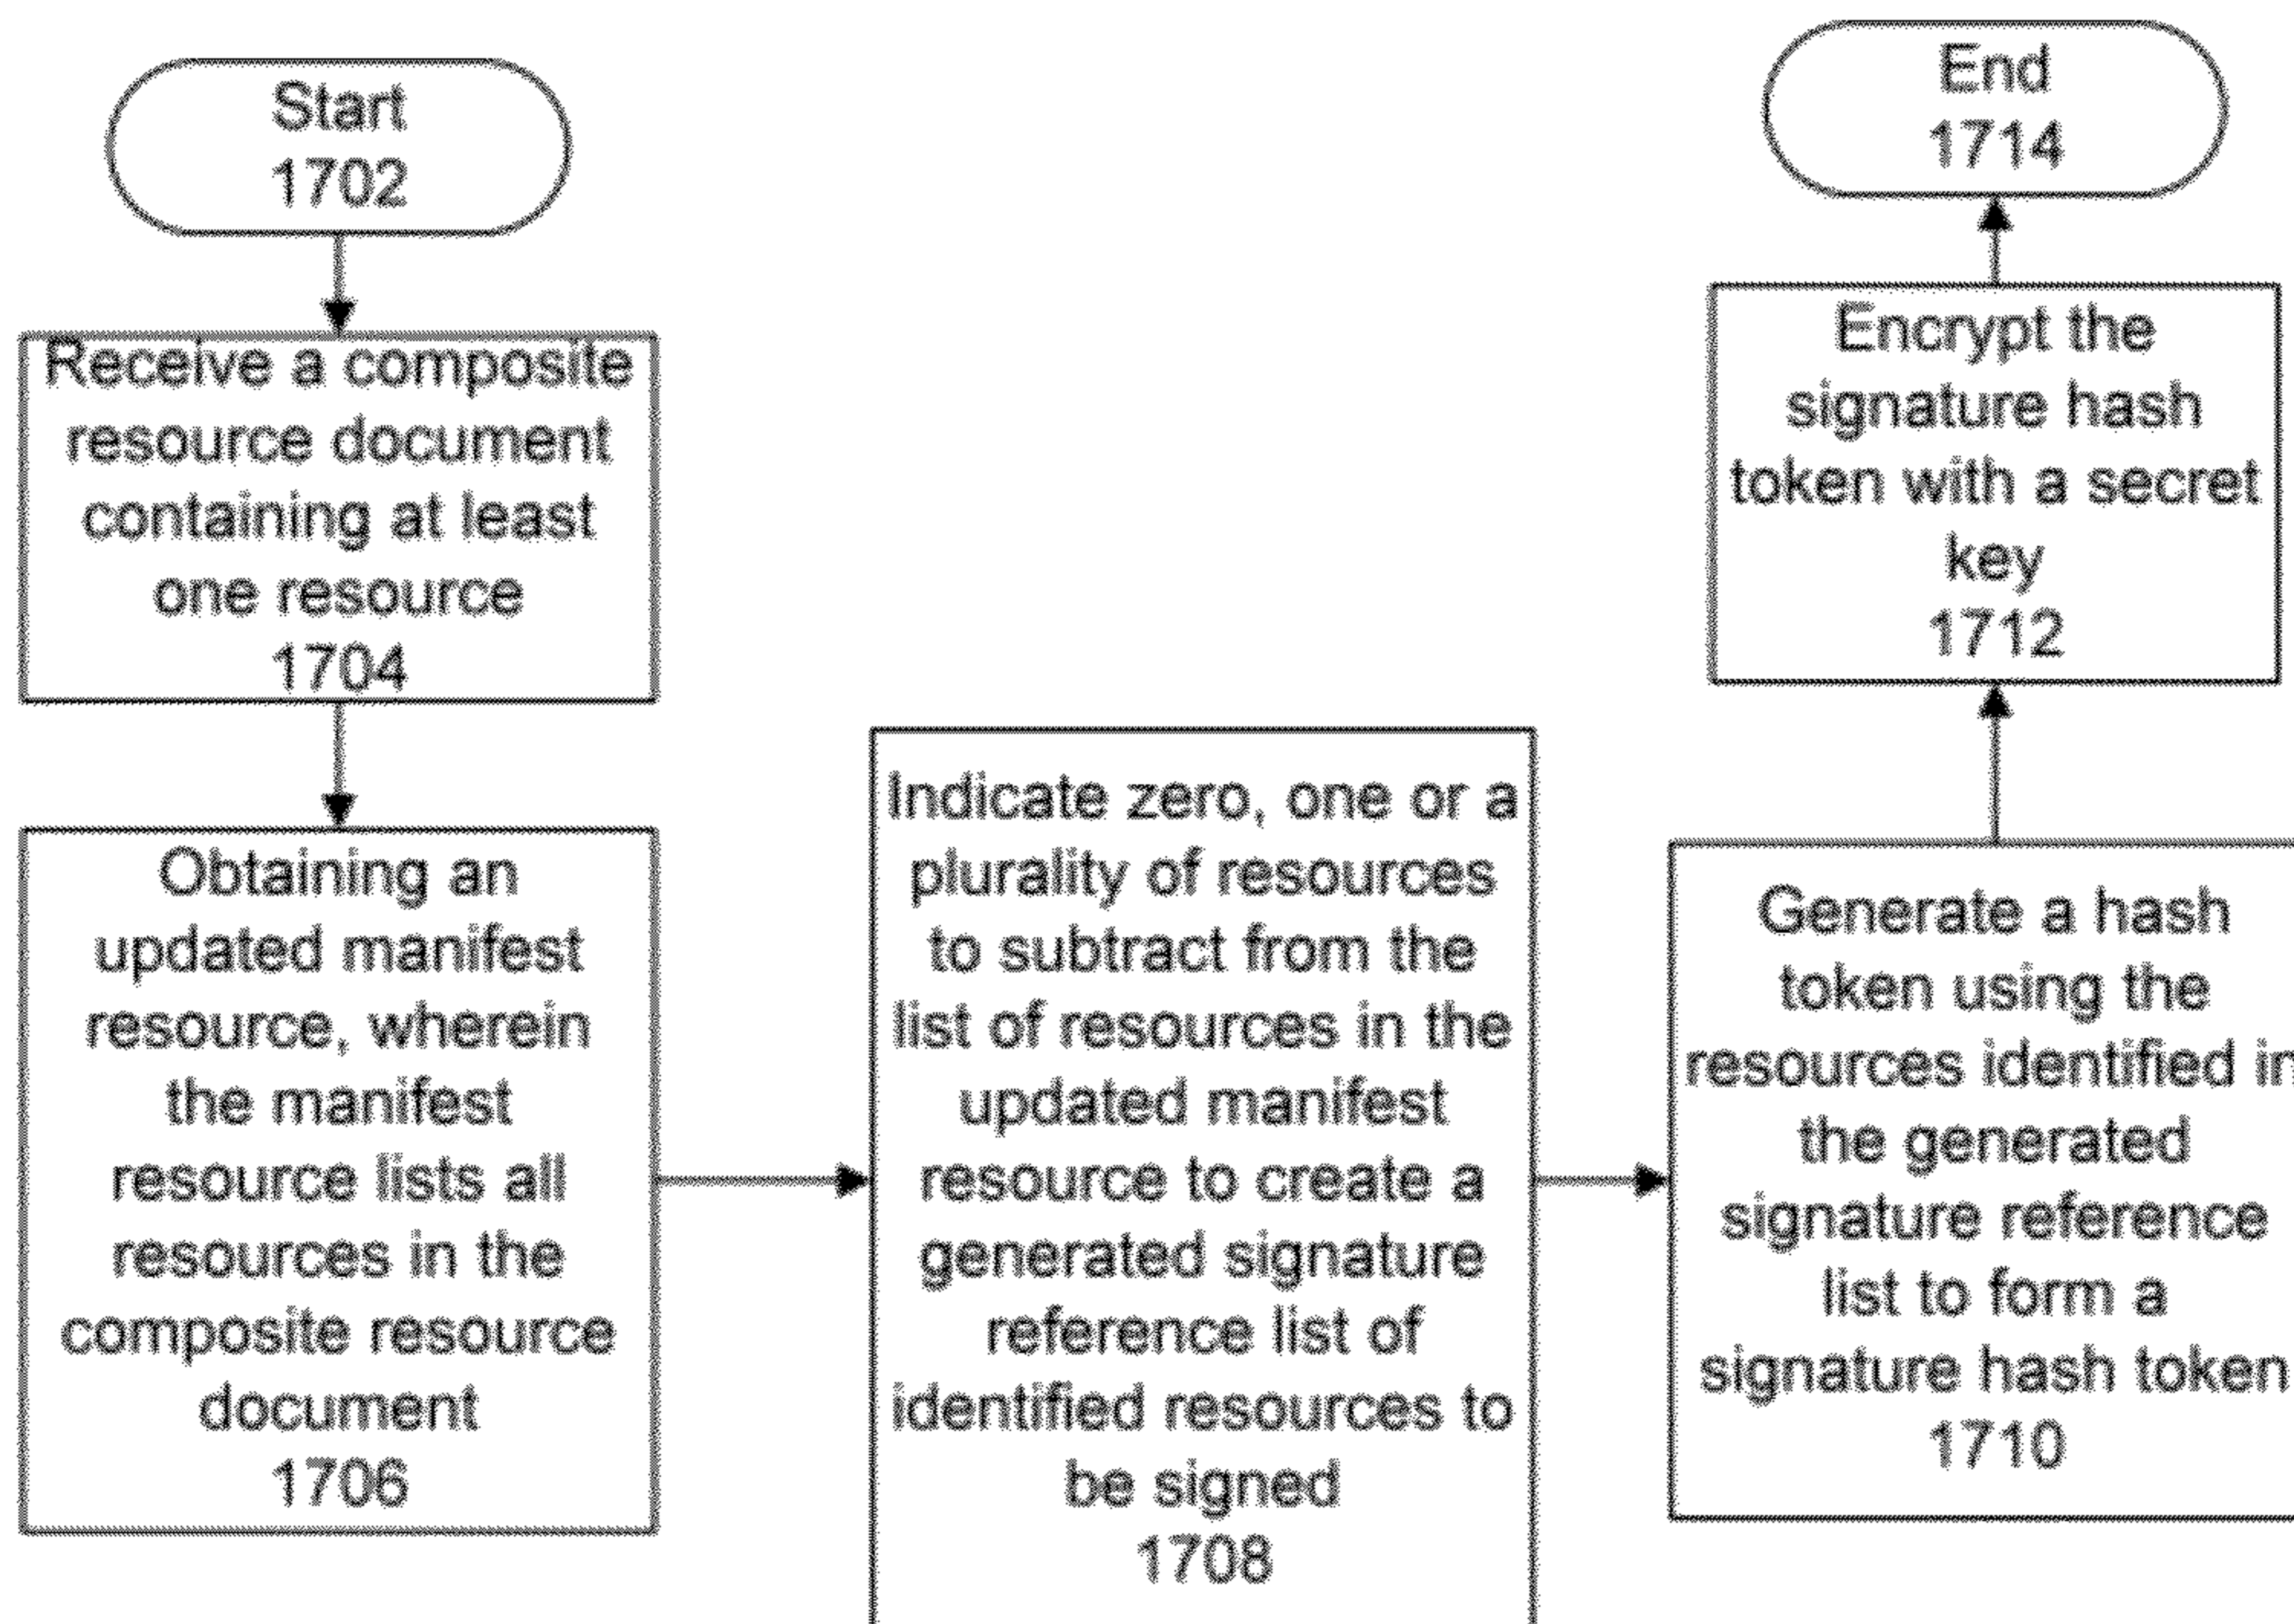 Start
1702
Receive a composite
resource document
containing at least
one resource
1704
Obtaining an
updated manifest
resource, wherein
the manifest
resource lists all
resources in the
composite resource
document
1706
Indicate zero, one or a
plurality of resources
to subtract from the
list of resources in the
updated manifest
resource to create a
generated signature
reference list of
identified resources to
be signed
1708
Generate a hash
token using the
resources identified in
the generated
signature reference
list to form a
signature hash token
1710
Encrypt the
signature hash
token with a secret
key
1712
End
1714